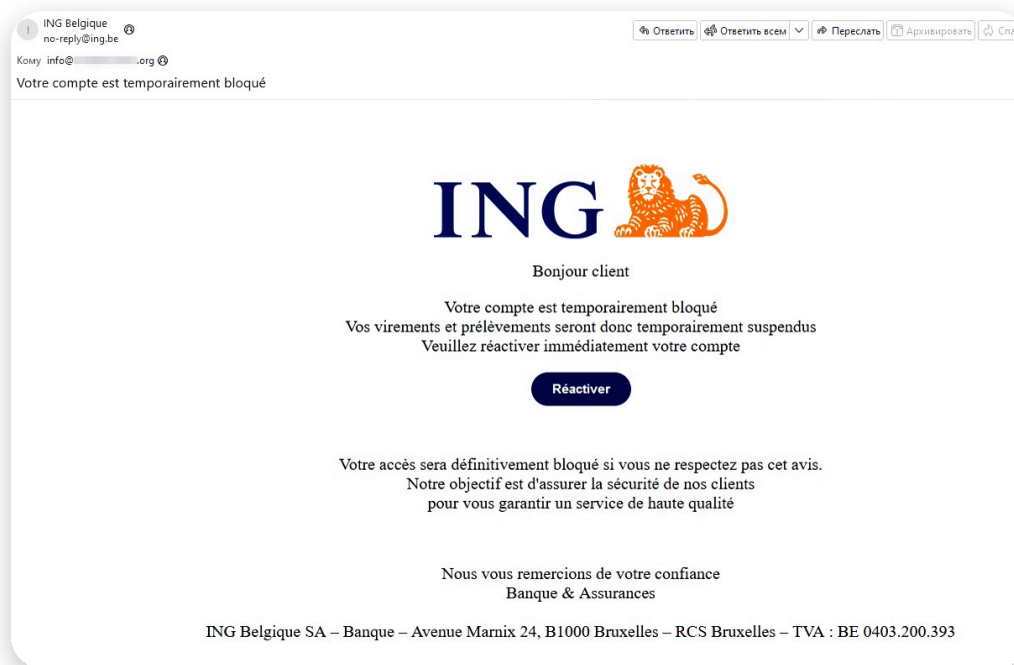 ING Belgique
no-reply@ing.be
Ответить
Ответить всем
Переслать
Архивировать
Кому info@ .org
Votre compte est temporairement bloqué
ING
Bonjour client
Votre compte est temporairement bloqué
Vos virements et prélèvements seront donc temporairement suspendus
Veuillez réactiver immédiatement votre compte
Réactiver
Votre accès sera définitivement bloqué si vous ne respectez pas cet avis.
Notre objectif est d'assurer la sécurité de nos clients
pour vous garantir un service de haute qualité
Nous vous remercions de votre confiance
Banque & Assurances
ING Belgique SA – Banque – Avenue Marnix 24, B1000 Bruxelles – RCS Bruxelles – TVA : BE 0403.200.393